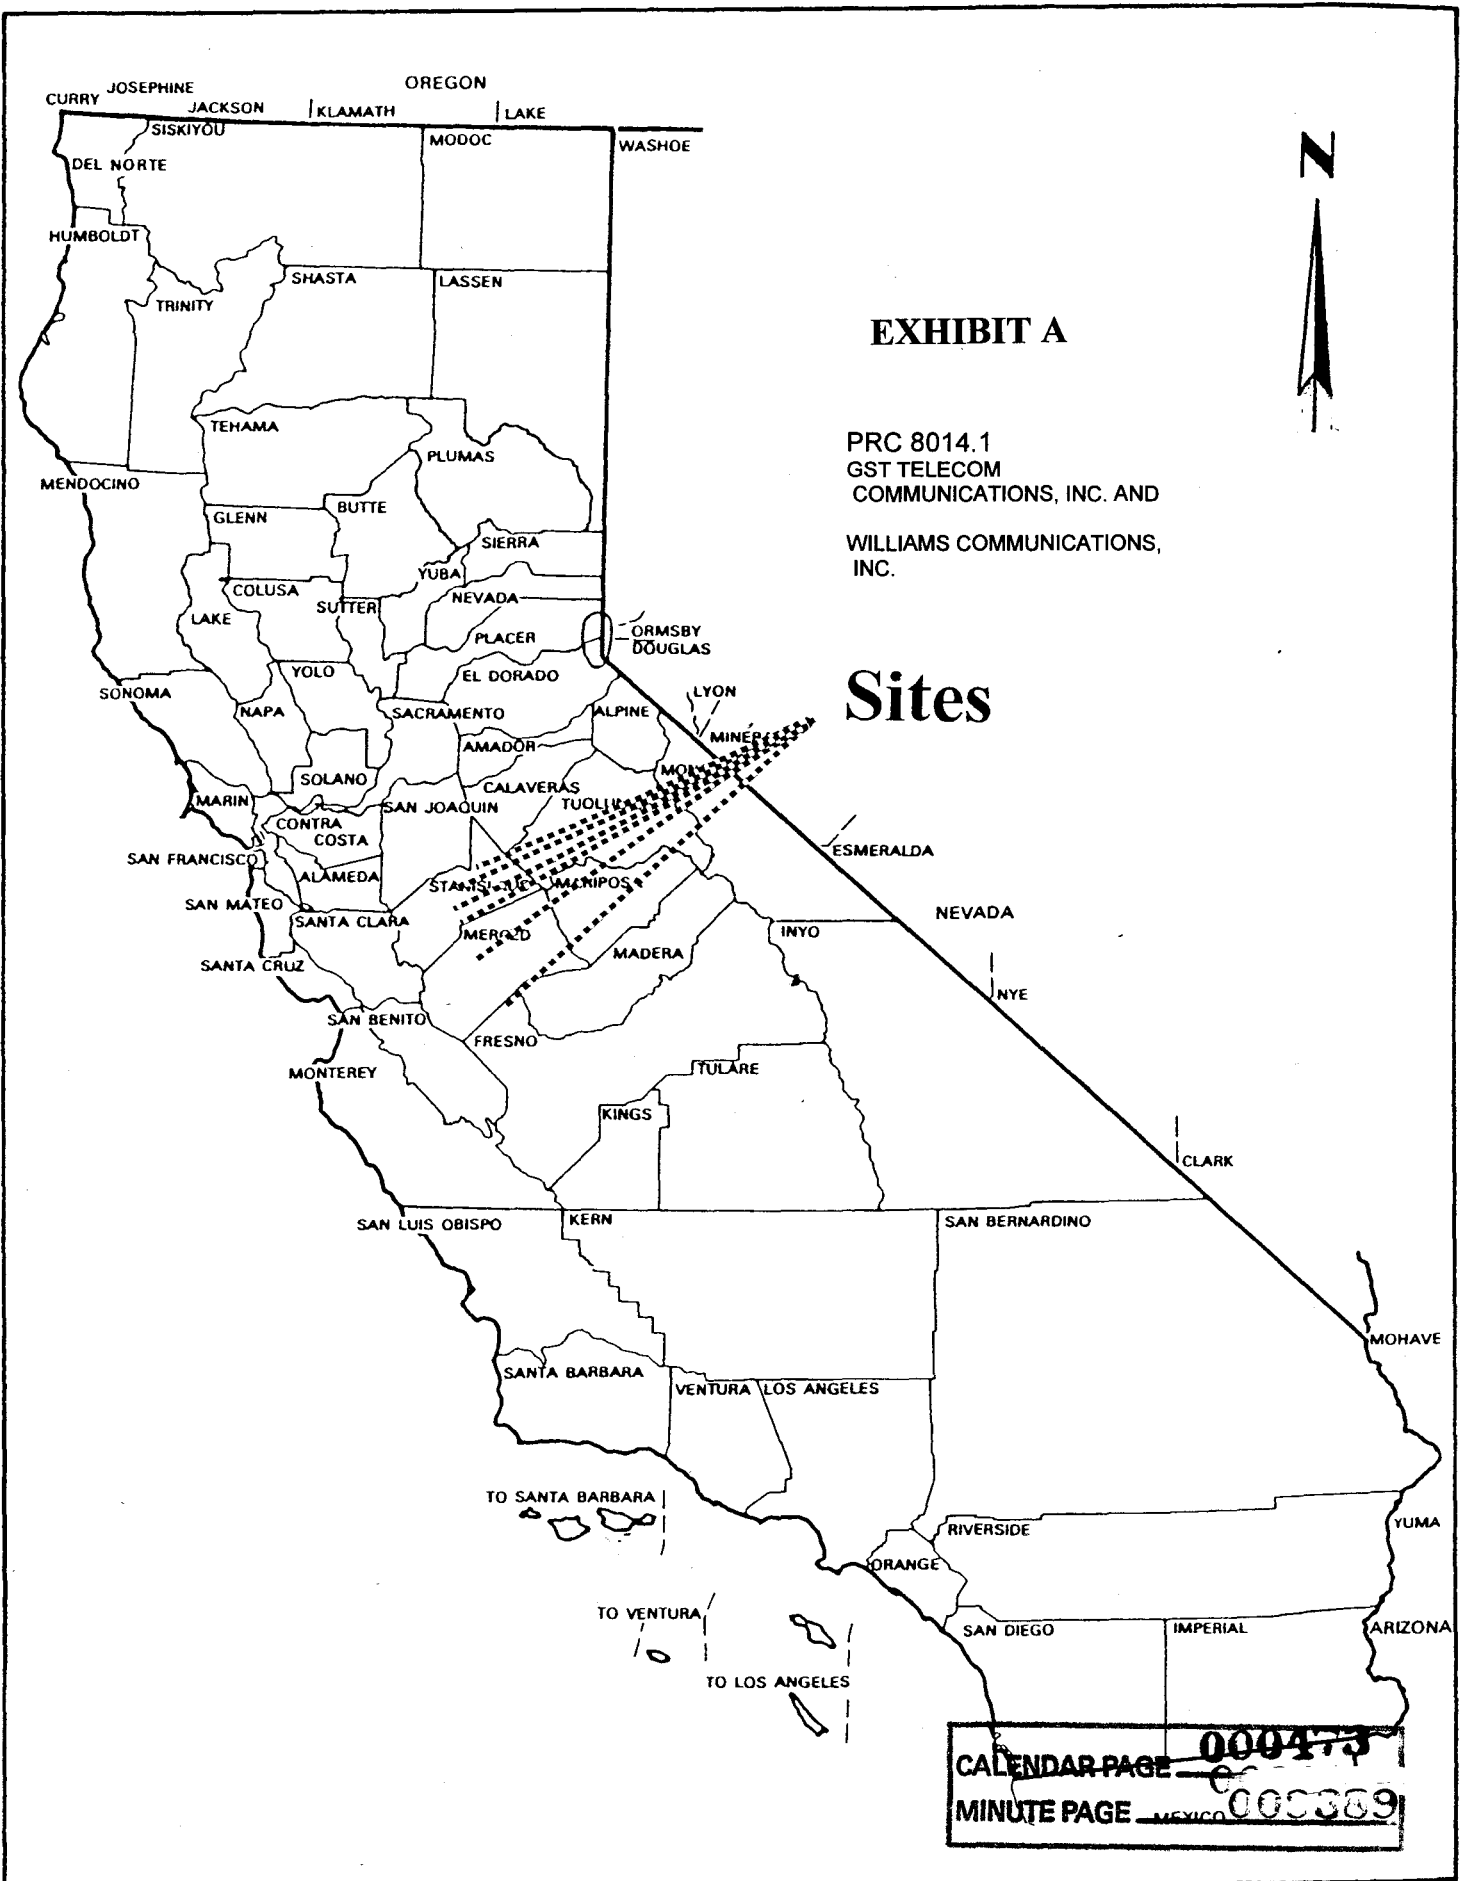 OREGON
JOSEPHINE
CURRY
JACKSON
KLAMATH
LAKE
SISKIYOU
MODOC
WASHOE
N
DEL NORTE
HUMBOLDT
SHASTA
LASSEN
TRINITY
EXHIBIT A
TEHAMA
PLUMAS
PRC 8014.1
GST TELECOM
COMMUNICATIONS, INC. AND
WILLIAMS COMMUNICATIONS,
INC.
MENDOCINO
BUTTE
GLENN
SIERRA
YUBA
COLUSA
NEVADA
SUTTER
LAKE
PLACER
ORMSBY
DOUGLAS
YOLO
EL DORADO
SONOMA
LYON
Sites
NAPA
SACRAMENTO
ALPINE
AMADOR
SOLANO
CALAVERAS
MARIN
SAN JOAQUIN
CONTRA
COSTA
SAN FRANCISCO
ESMERALDA
ALAMEDA
SAN MATEO
SANTA CLARA
NEVADA
INYO
MERCED
MADERA
SANTA CRUZ
NYE
SAN BENITO
FRESNO
MONTEREY
TULARE
KINGS
CLARK
SAN LUIS OBISPO
KERN
SAN BERNARDINO
MOHAVE
SANTA BARBARA
VENTURA
LOS ANGELES
TO SANTA BARBARA
RIVERSIDE
YUMA
ORANGE
TO VENTURA
SAN DIEGO
IMPERIAL
ARIZONA
TO LOS ANGELES
CALENDAR PAGE 000473
MINUTE PAGE
MEXICO